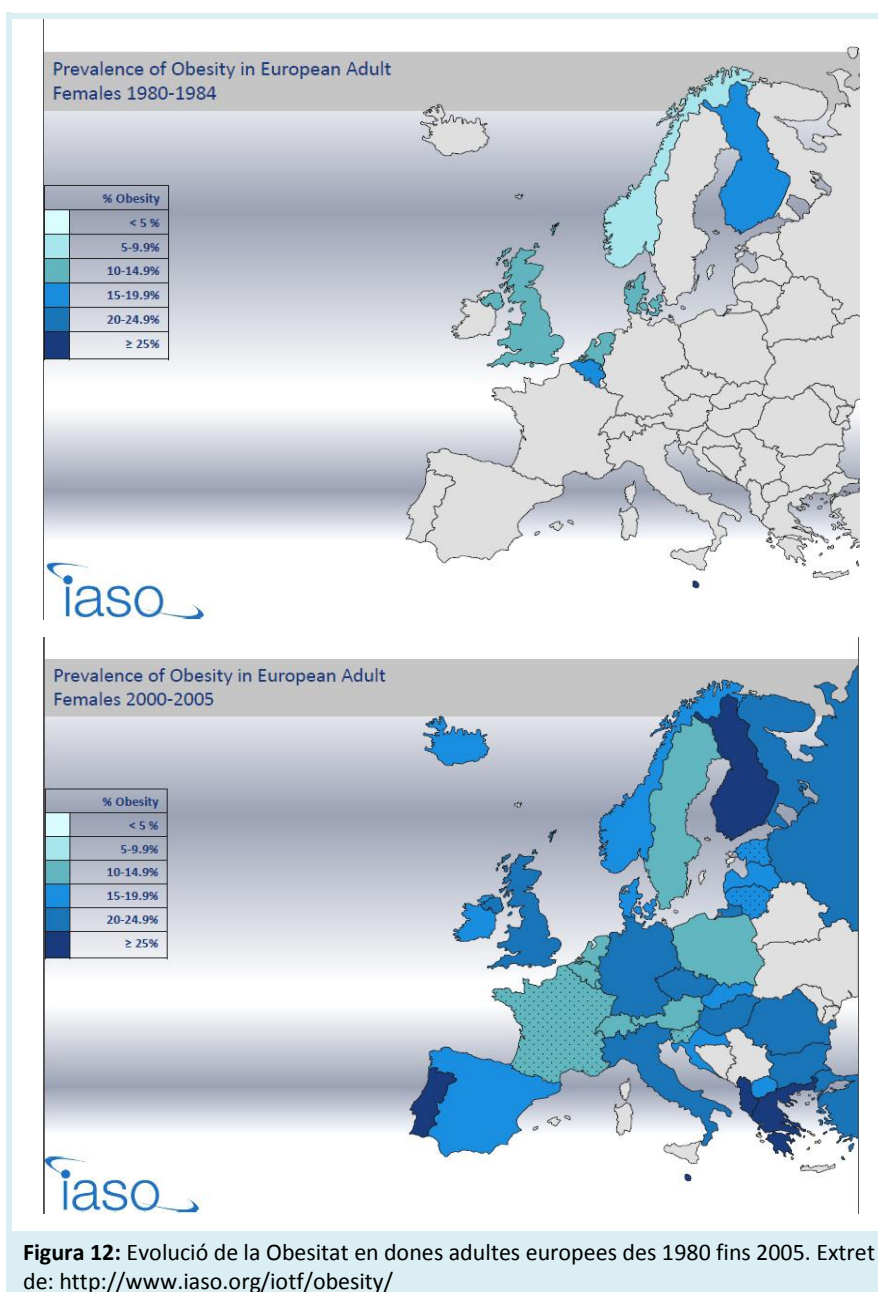 Prevalence of Obesity in European Adult
Females 1980-1984
% Obesity
< 5 %
5-9.9%
10-14.9%
15-19.9%
20-24.9%
≥ 25%
iaso
Prevalence of Obesity in European Adult
Females 2000-2005
% Obesity
< 5 %
5-9.9%
10-14.9%
15-19.9%
20-24.9%
≥ 25%
iaso
Figura 12: Evolució de la Obesitat en dones adultes europees des 1980 fins 2005. Extret
de: http://www.iaso.org/iotf/obesity/